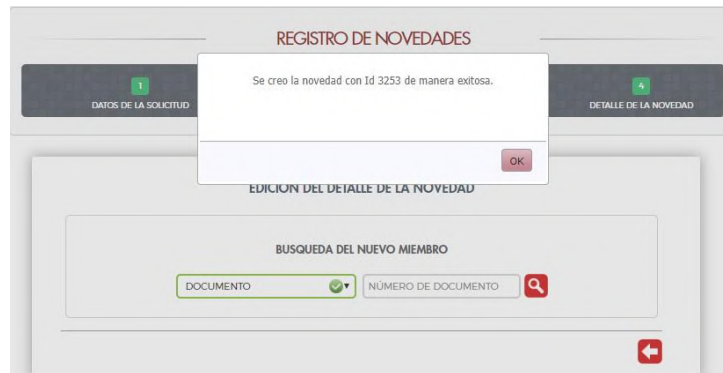 REGISTRO DE NOVEDADES
Se creo la novedad con Id 3253 de manera exitosa.
1
DATOS DE LA SOLICITUD
4
DETALLE DE LA NOVEDAD
OK
EDICION DEL DETALLE DE LA NOVEDAD
BUSQUEDA DEL NUEVO MIEMBRO
DOCUMENTO
NÚMERO DE DOCUMENTO